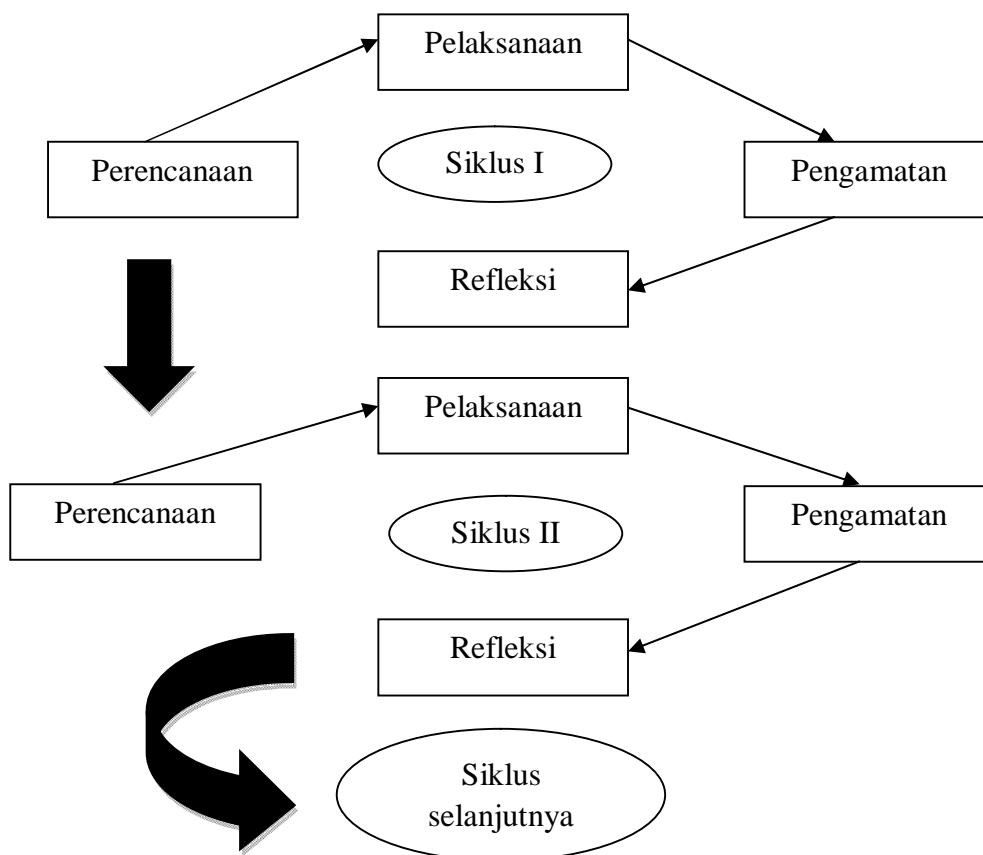 Pelaksanaan
Perencanaan
Siklus I
Pengamatan
Refleksi
Pelaksanaan
Perencanaan
Siklus II
Pengamatan
Refleksi
Siklus
selanjutnya